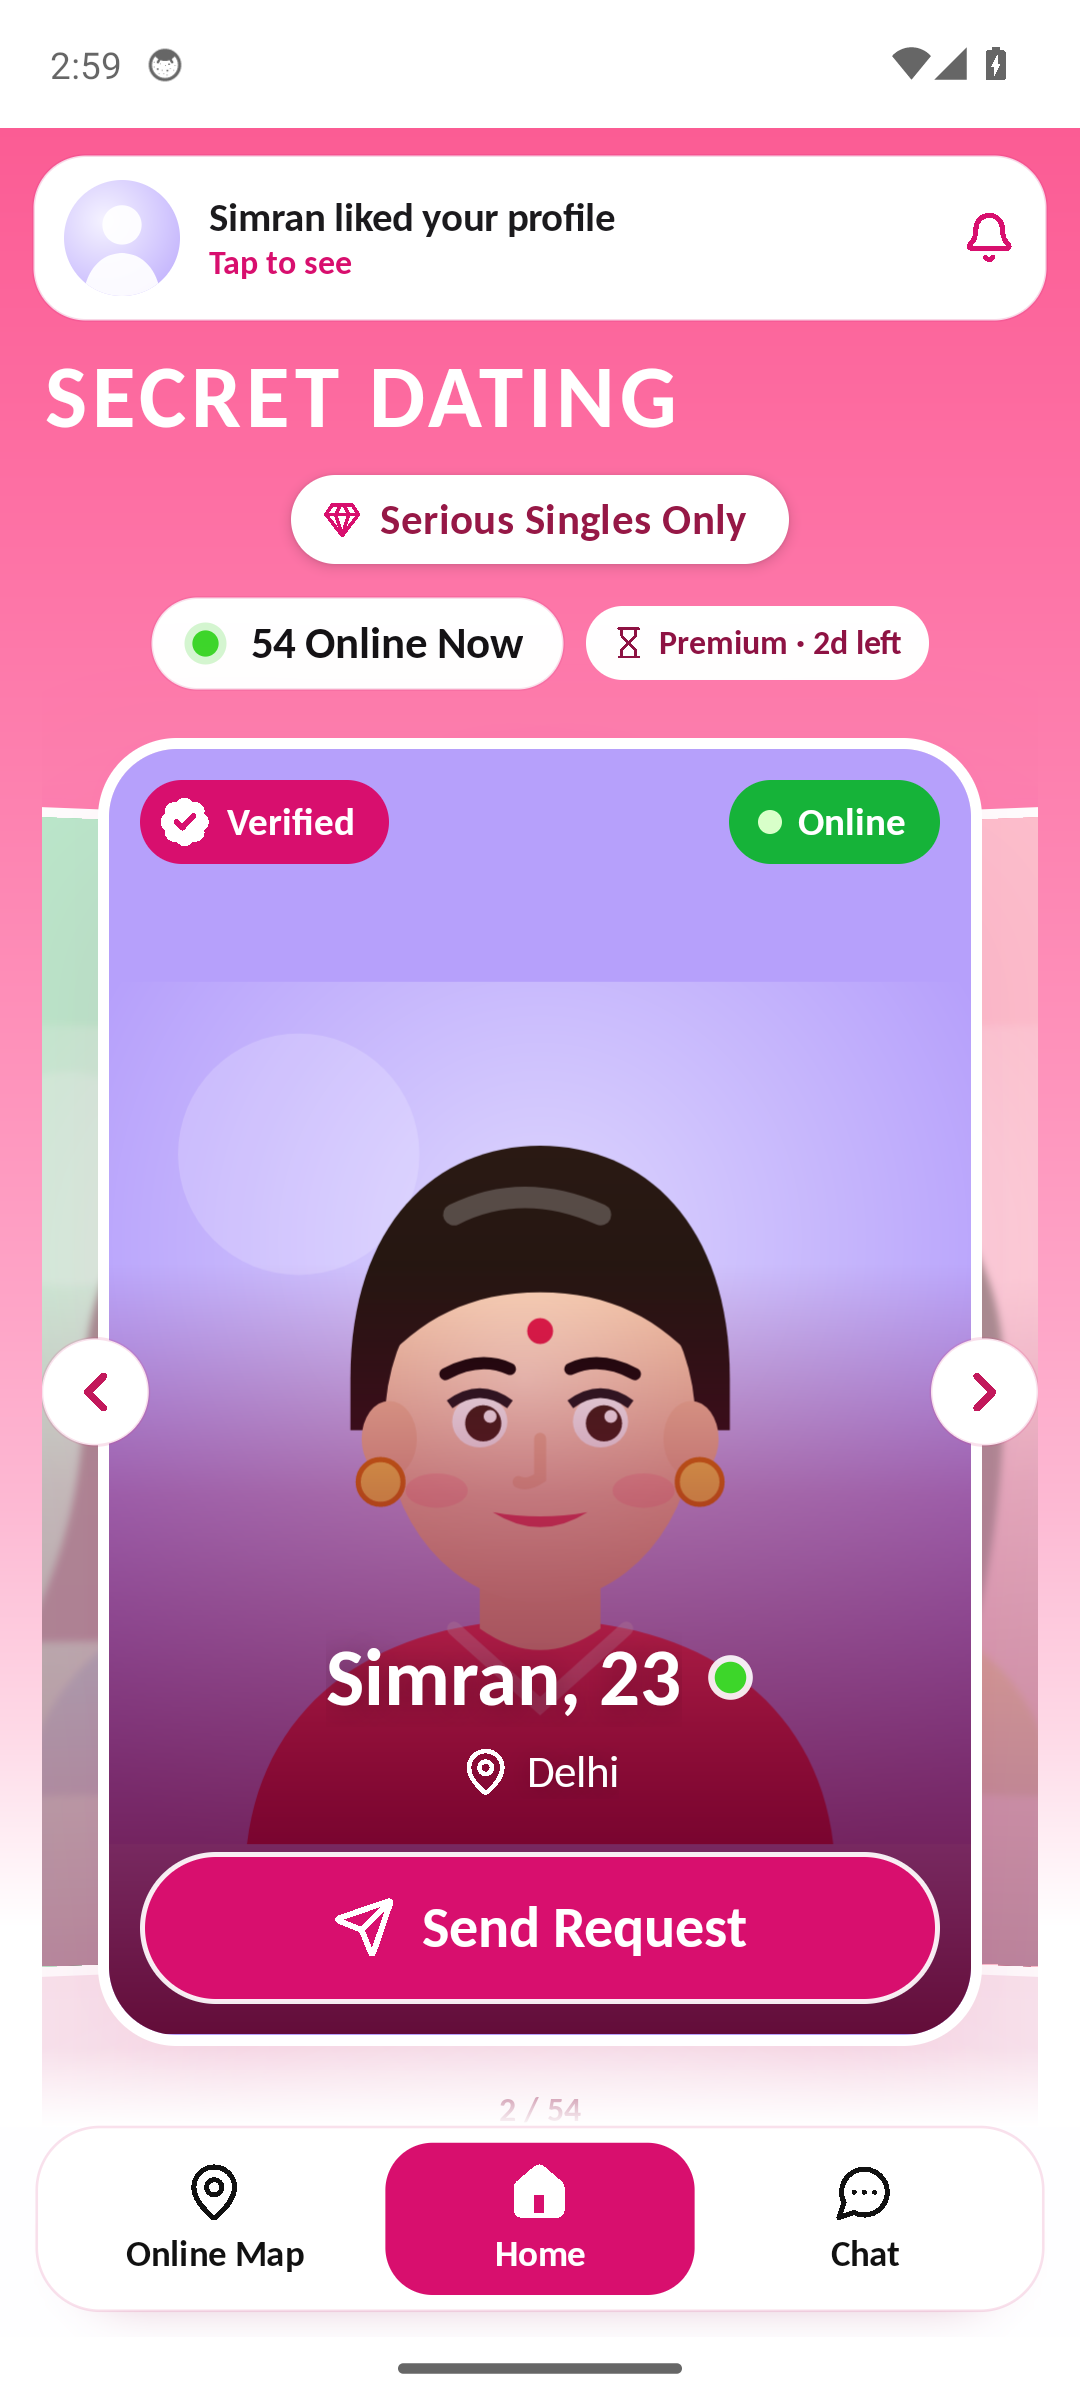 2:59
Simran liked your profile
Tap to see
SECRET DATING
Serious Singles Only
54 Online Now
Premium · 2d left
Verified
Online
Simran, 23
Delhi
Send Request
2 / 54
Online Map
Home
Chat